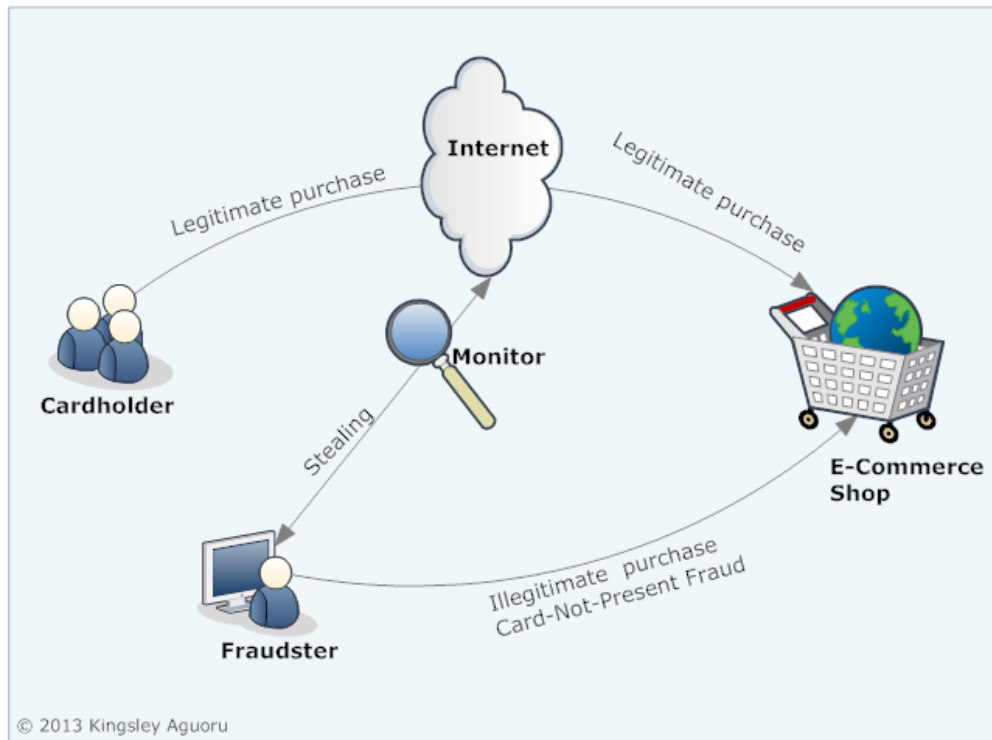 Internet
Legitimate purchase
Legitimate purchase
Monitor
Cardholder
Stealing
E-Commerce
Shop
Illegitimate purchase
Card-Not-Present Fraud
Fraudster
© 2013 Kingsley Aguoru